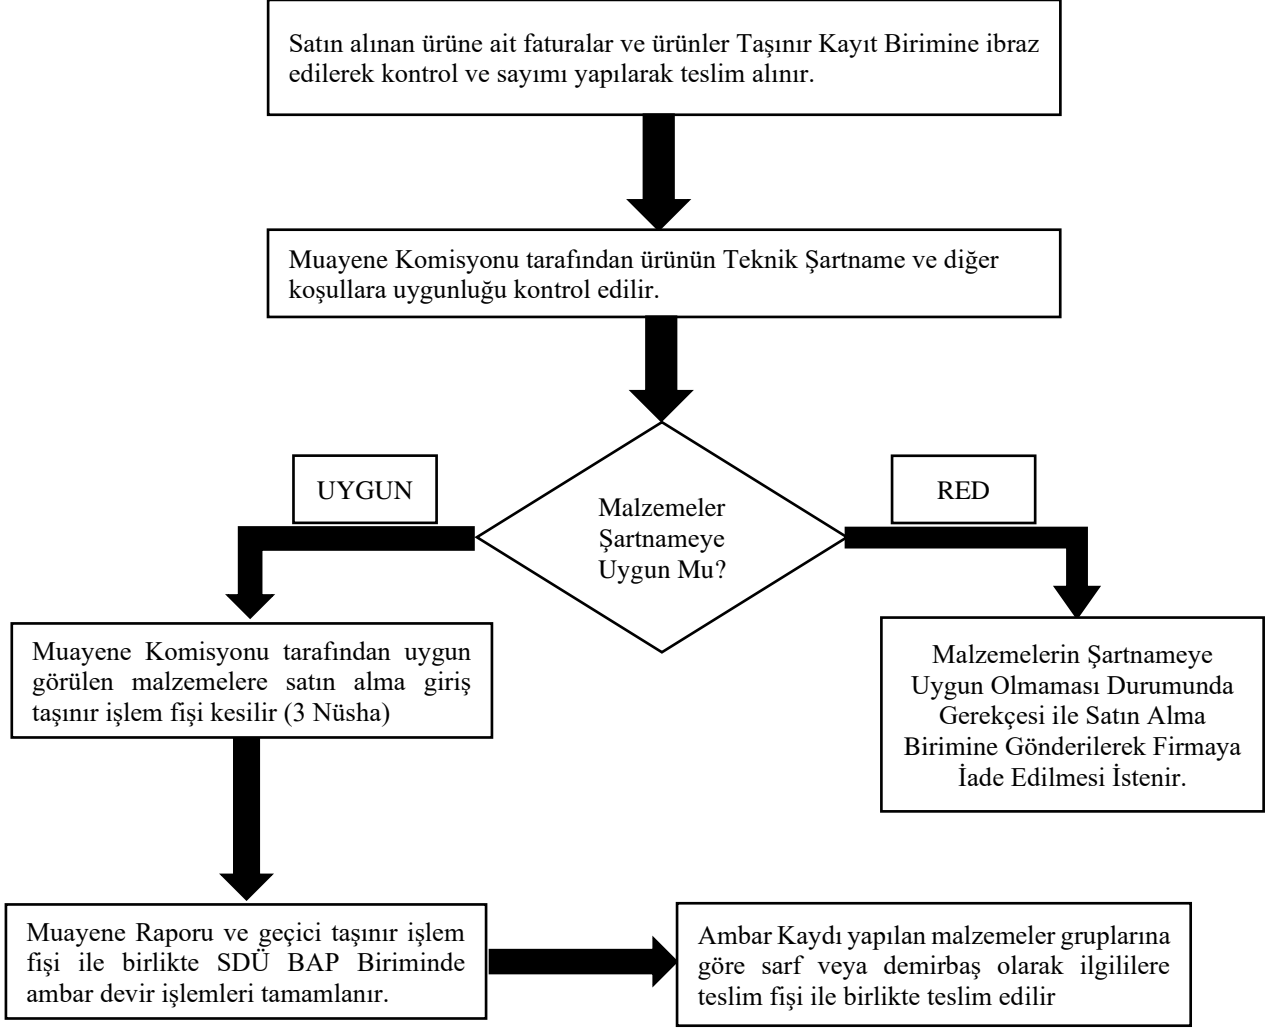 Satın alınan ürüne ait faturalar ve ürünler Taşınır Kayıt Birimine ibraz
edilerek kontrol ve sayımı yapılarak teslim alınır.
Muayene Komisyonu tarafından ürünün Teknik Şartname ve diğer
koşullara uygunluğu kontrol edilir.
UYGUN
RED
Malzemeler
Şartnameye
Uygun Mu?
Muayene Komisyonu tarafından uygun
görülen malzemelere satın alma giriş
taşınır işlem fişi kesilir (3 Nüsha)
Malzemelerin Şartnameye
Uygun Olmaması Durumunda
Gerekçesi ile Satın Alma
Birimine Gönderilerek Firmaya
İade Edilmesi İstenir.
Muayene Raporu ve geçici taşınır işlem
fişi ile birlikte SDÜ BAP Biriminde
ambar devir işlemleri tamamlanır.
Ambar Kaydı yapılan malzemeler gruplarına
göre sarf veya demirbaş olarak ilgililere
teslim fişi ile birlikte teslim edilir